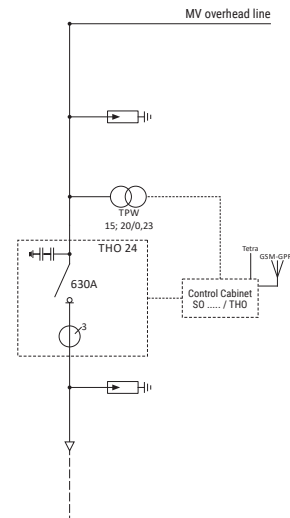 MV overhead line
TPW
15; 20/0,23
THO 24
Tetra
GSM-GPR
630A
Control Cabinet
SO ..... / THO
3